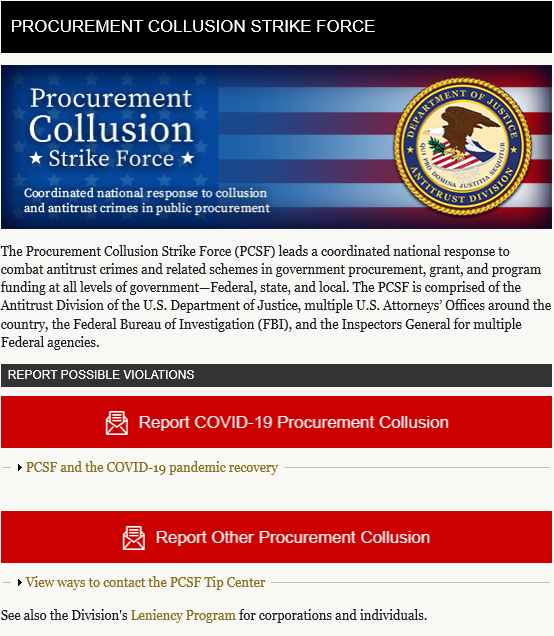 PROCUREMENT COLLUSION STRIKE FORCE
Procurement
Collusion
★ Strike Force ★
Coordinated national response to collusion
and antitrust crimes in public procurement
DEPARTMENT OF JUSTICE
QUI PRO DOMINA JUSTITIA SEQUITUR
ANTITRUST DIVISION
The Procurement Collusion Strike Force (PCSF) leads a coordinated national response to
combat antitrust crimes and related schemes in government procurement, grant, and program
funding at all levels of government—Federal, state, and local. The PCSF is comprised of the
Antitrust Division of the U.S. Department of Justice, multiple U.S. Attorneys’ Offices around the
country, the Federal Bureau of Investigation (FBI), and the Inspectors General for multiple
Federal agencies.
REPORT POSSIBLE VIOLATIONS
Report COVID-19 Procurement Collusion
PCSF and the COVID-19 pandemic recovery
Report Other Procurement Collusion
View ways to contact the PCSF Tip Center
See also the Division's Leniency Program for corporations and individuals.